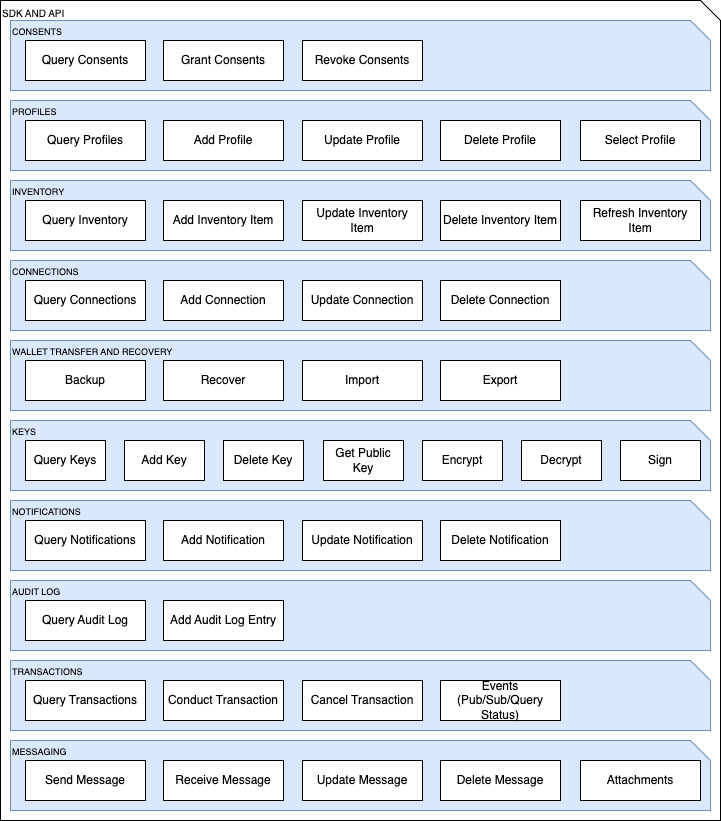 SDK AND API
CONSENTS
Query Consents
Grant Consents
Revoke Consents
PROFILES
Query Profiles
Add Profile
Update Profile
Delete Profile
Select Profile
INVENTORY
Query Inventory
Add Inventory Item
Update Inventory
Item
Delete Inventory Item
Refresh Inventory
Item
CONNECTIONS
Query Connections
Add Connection
Update Connection
Delete Connection
WALLET TRANSFER AND RECOVERY
Backup
Recover
Import
Export
KEYS
Query Keys
Add Key
Delete Key
Get Public
Key
Encrypt
Decrypt
Sign
NOTIFICATIONS
Query Notifications
Add Notification
Update Notification
Delete Notification
AUDIT LOG
Query Audit Log
Add Audit Log Entry
TRANSACTIONS
Query Transactions
Conduct Transaction
Cancel Transaction
Events
(Pub/Sub/Query
Status)
MESSAGING
Send Message
Receive Message
Update Message
Delete Message
Attachments